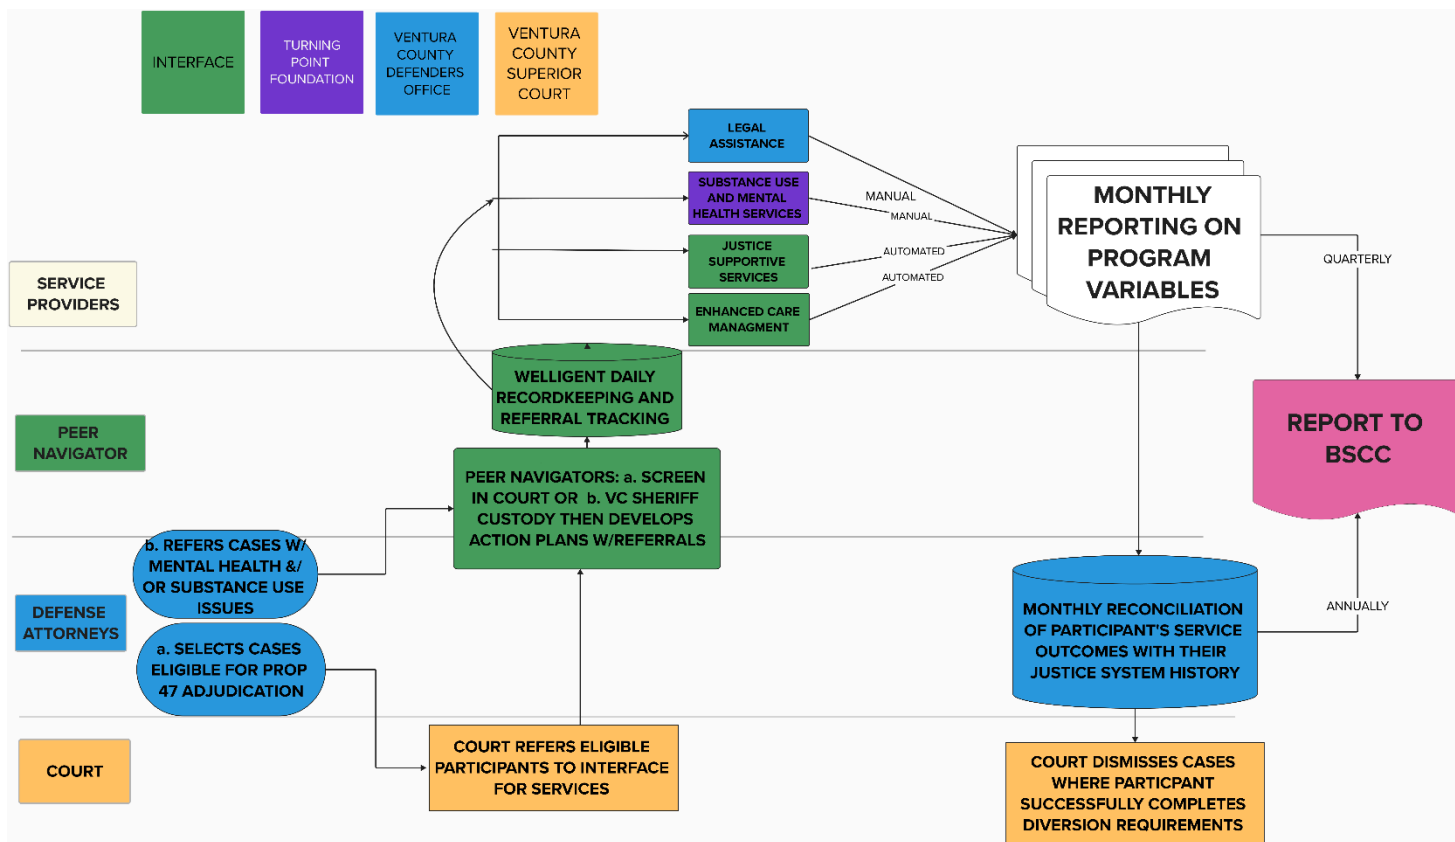 INTERFACE
TURNING
POINT
FOUNDATION
VENTURA
COUNTY
DEFENDERS
OFFICE
VENTURA
COUNTY
SUPERIOR
COURT
LEGAL
ASSISTANCE
SUBSTANCE USE
AND MENTAL
HEALTH SERVICES
JUSTICE
SUPPORTIVE
SERVICES
ENHANCED CARE
MANAGMENT
MANUAL
MANUAL
AUTOMATED
AUTOMATED
MONTHLY
REPORTING ON
PROGRAM
VARIABLES
QUARTERLY
SERVICE
PROVIDERS
WELLIGENT DAILY
RECORDKEEPING AND
REFERRAL TRACKING
PEER
NAVIGATOR
PEER NAVIGATORS: a. SCREEN
IN COURT OR b. VC SHERIFF
CUSTODY THEN DEVELOPS
ACTION PLANS W/REFERRALS
REPORT TO
BSCC
b. REFERS CASES W/
MENTAL HEALTH &/
OR SUBSTANCE USE
ISSUES
DEFENSE
ATTORNEYS
a. SELECTS CASES
ELIGIBLE FOR PROP
47 ADJUDICATION
MONTHLY RECONCILIATION
OF PARTICIPANT'S SERVICE
OUTCOMES WITH THEIR
JUSTICE SYSTEM HISTORY
ANNUALLY
COURT
COURT REFERS ELIGIBLE
PARTICIPANTS TO INTERFACE
FOR SERVICES
COURT DISMISSES CASES
WHERE PARTICPANT
SUCCESSFULLY COMPLETES
DIVERSION REQUIREMENTS